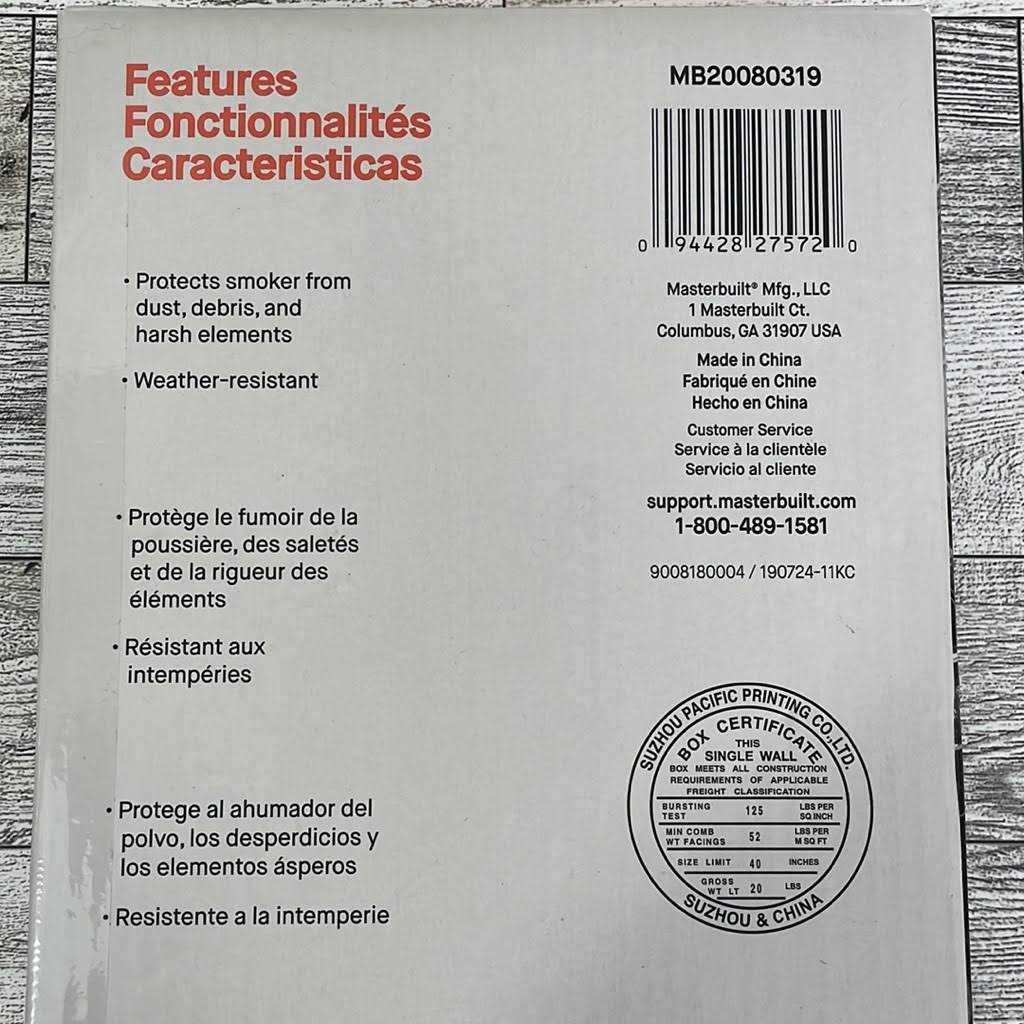 Features
Fonctionnalités
Caracteristicas
• Protects smoker from
dust, debris, and
harsh elements
• Weather-resistant
• Protège le fumoir de la
poussière, des saletés
et de la rigueur des
éléments
• Résistant aux
intempéries
• Protege al ahumador del
polvo, los desperdicios y
los elementos ásperos
• Resistente a la intemperie
MB20080319
0 94428 27572 0
Masterbuilt® Mfg., LLC
1 Masterbuilt Ct.
Columbus, GA 31907 USA
Made in China
Fabriqué en Chine
Hecho en China
Customer Service
Service à la clientèle
Servicio al cliente
support.masterbuilt.com
1-800-489-1581
9008180004 / 190724-11KC
SUZHOU PACIFIC PRINTING CO.,LTD.
BOX CERTIFICATE
THIS
SINGLE WALL
BOX MEETS ALL CONSTRUCTION
REQUIREMENTS OF APPLICABLE
FREIGHT CLASSIFICATION
BURSTING TEST 125 LBS PER SQ INCH
MIN COMB WT FACINGS 52 LBS PER M SQ FT
SIZE LIMIT 40 INCHES
GROSS WT LT 20 LBS
SUZHOU & CHINA